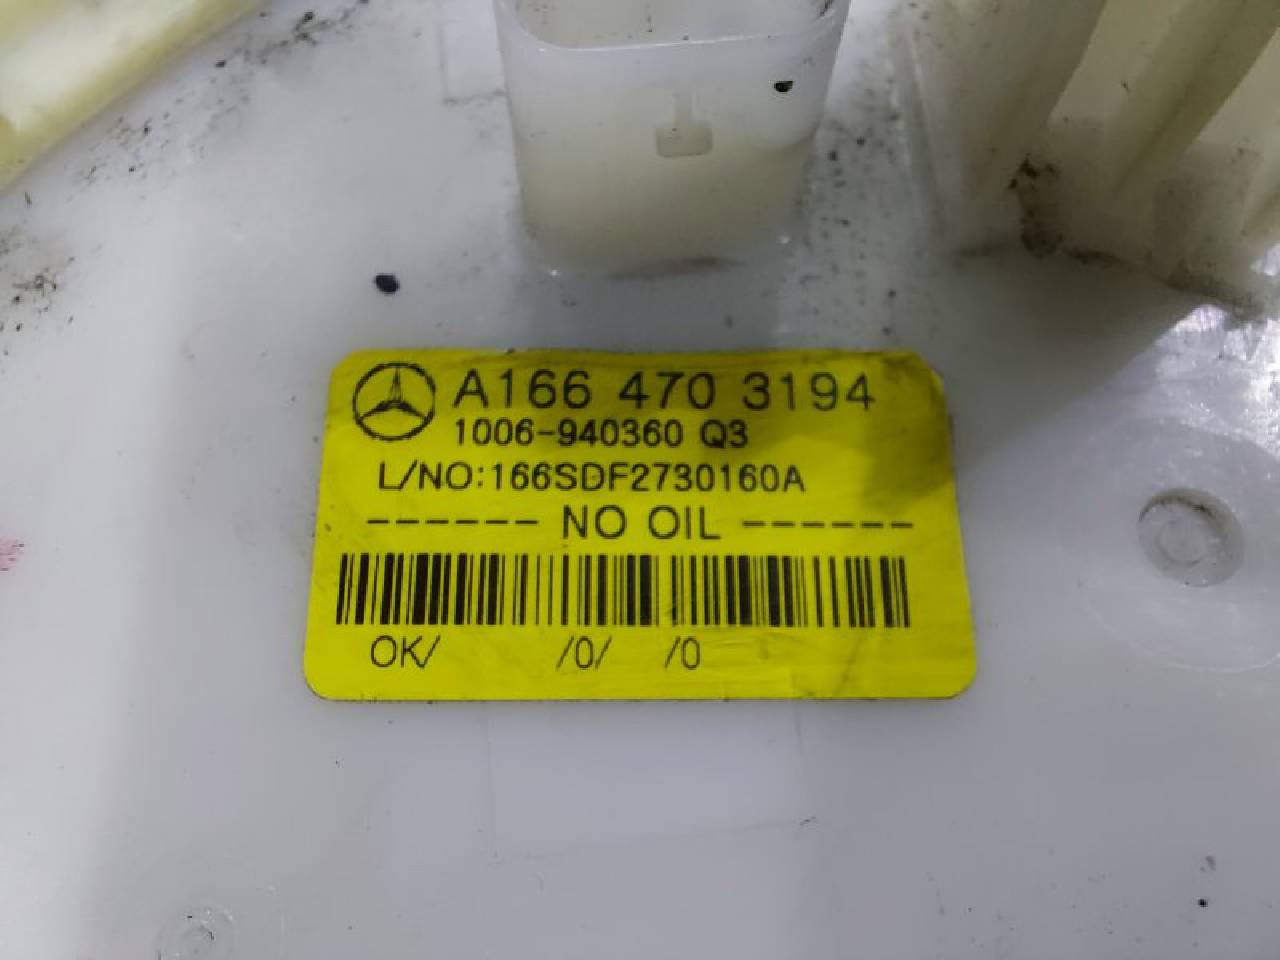 A166 470 3194
1006-940360 Q3
L/NO:166SDF2730160A
------ NO OIL ------
OK/ /0/ /0